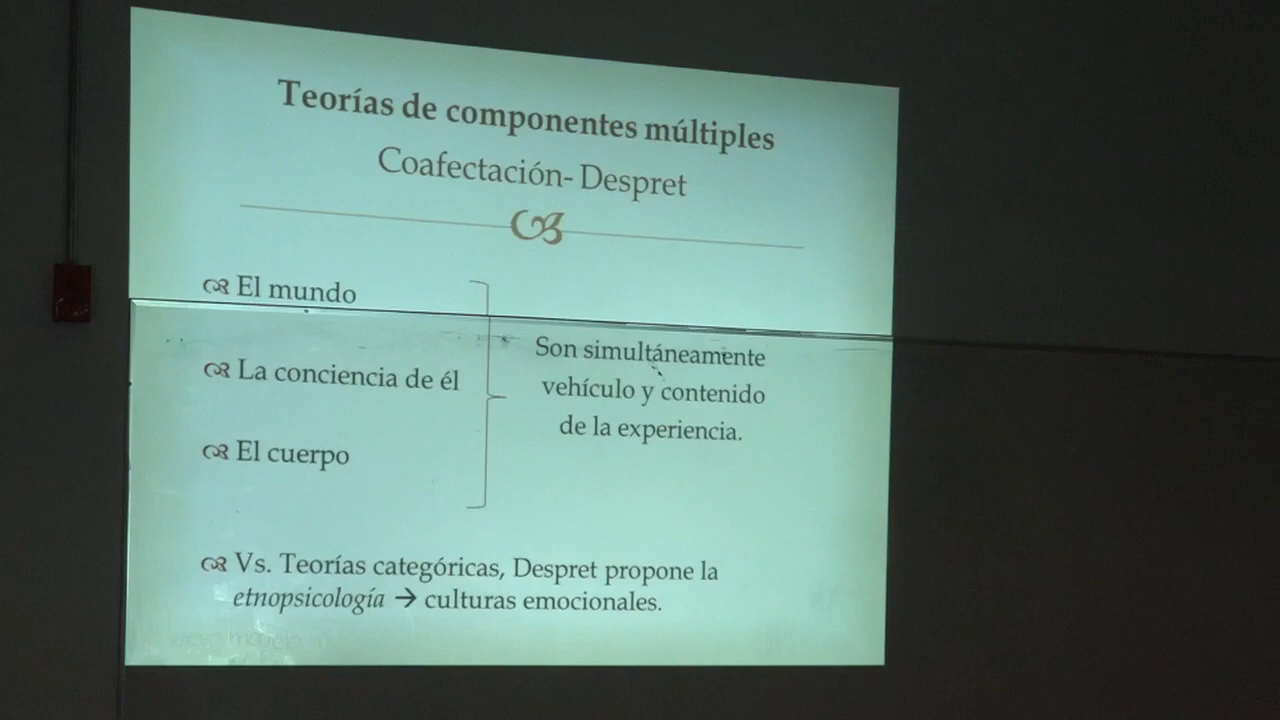 Teorías de componentes múltiples
Coafectación- Despret
El mundo
La conciencia de él
El cuerpo
Son simultáneamente
vehículo y contenido
de la experiencia.
Vs. Teorías categóricas, Despret propone la
etnopsicología → culturas emocionales.